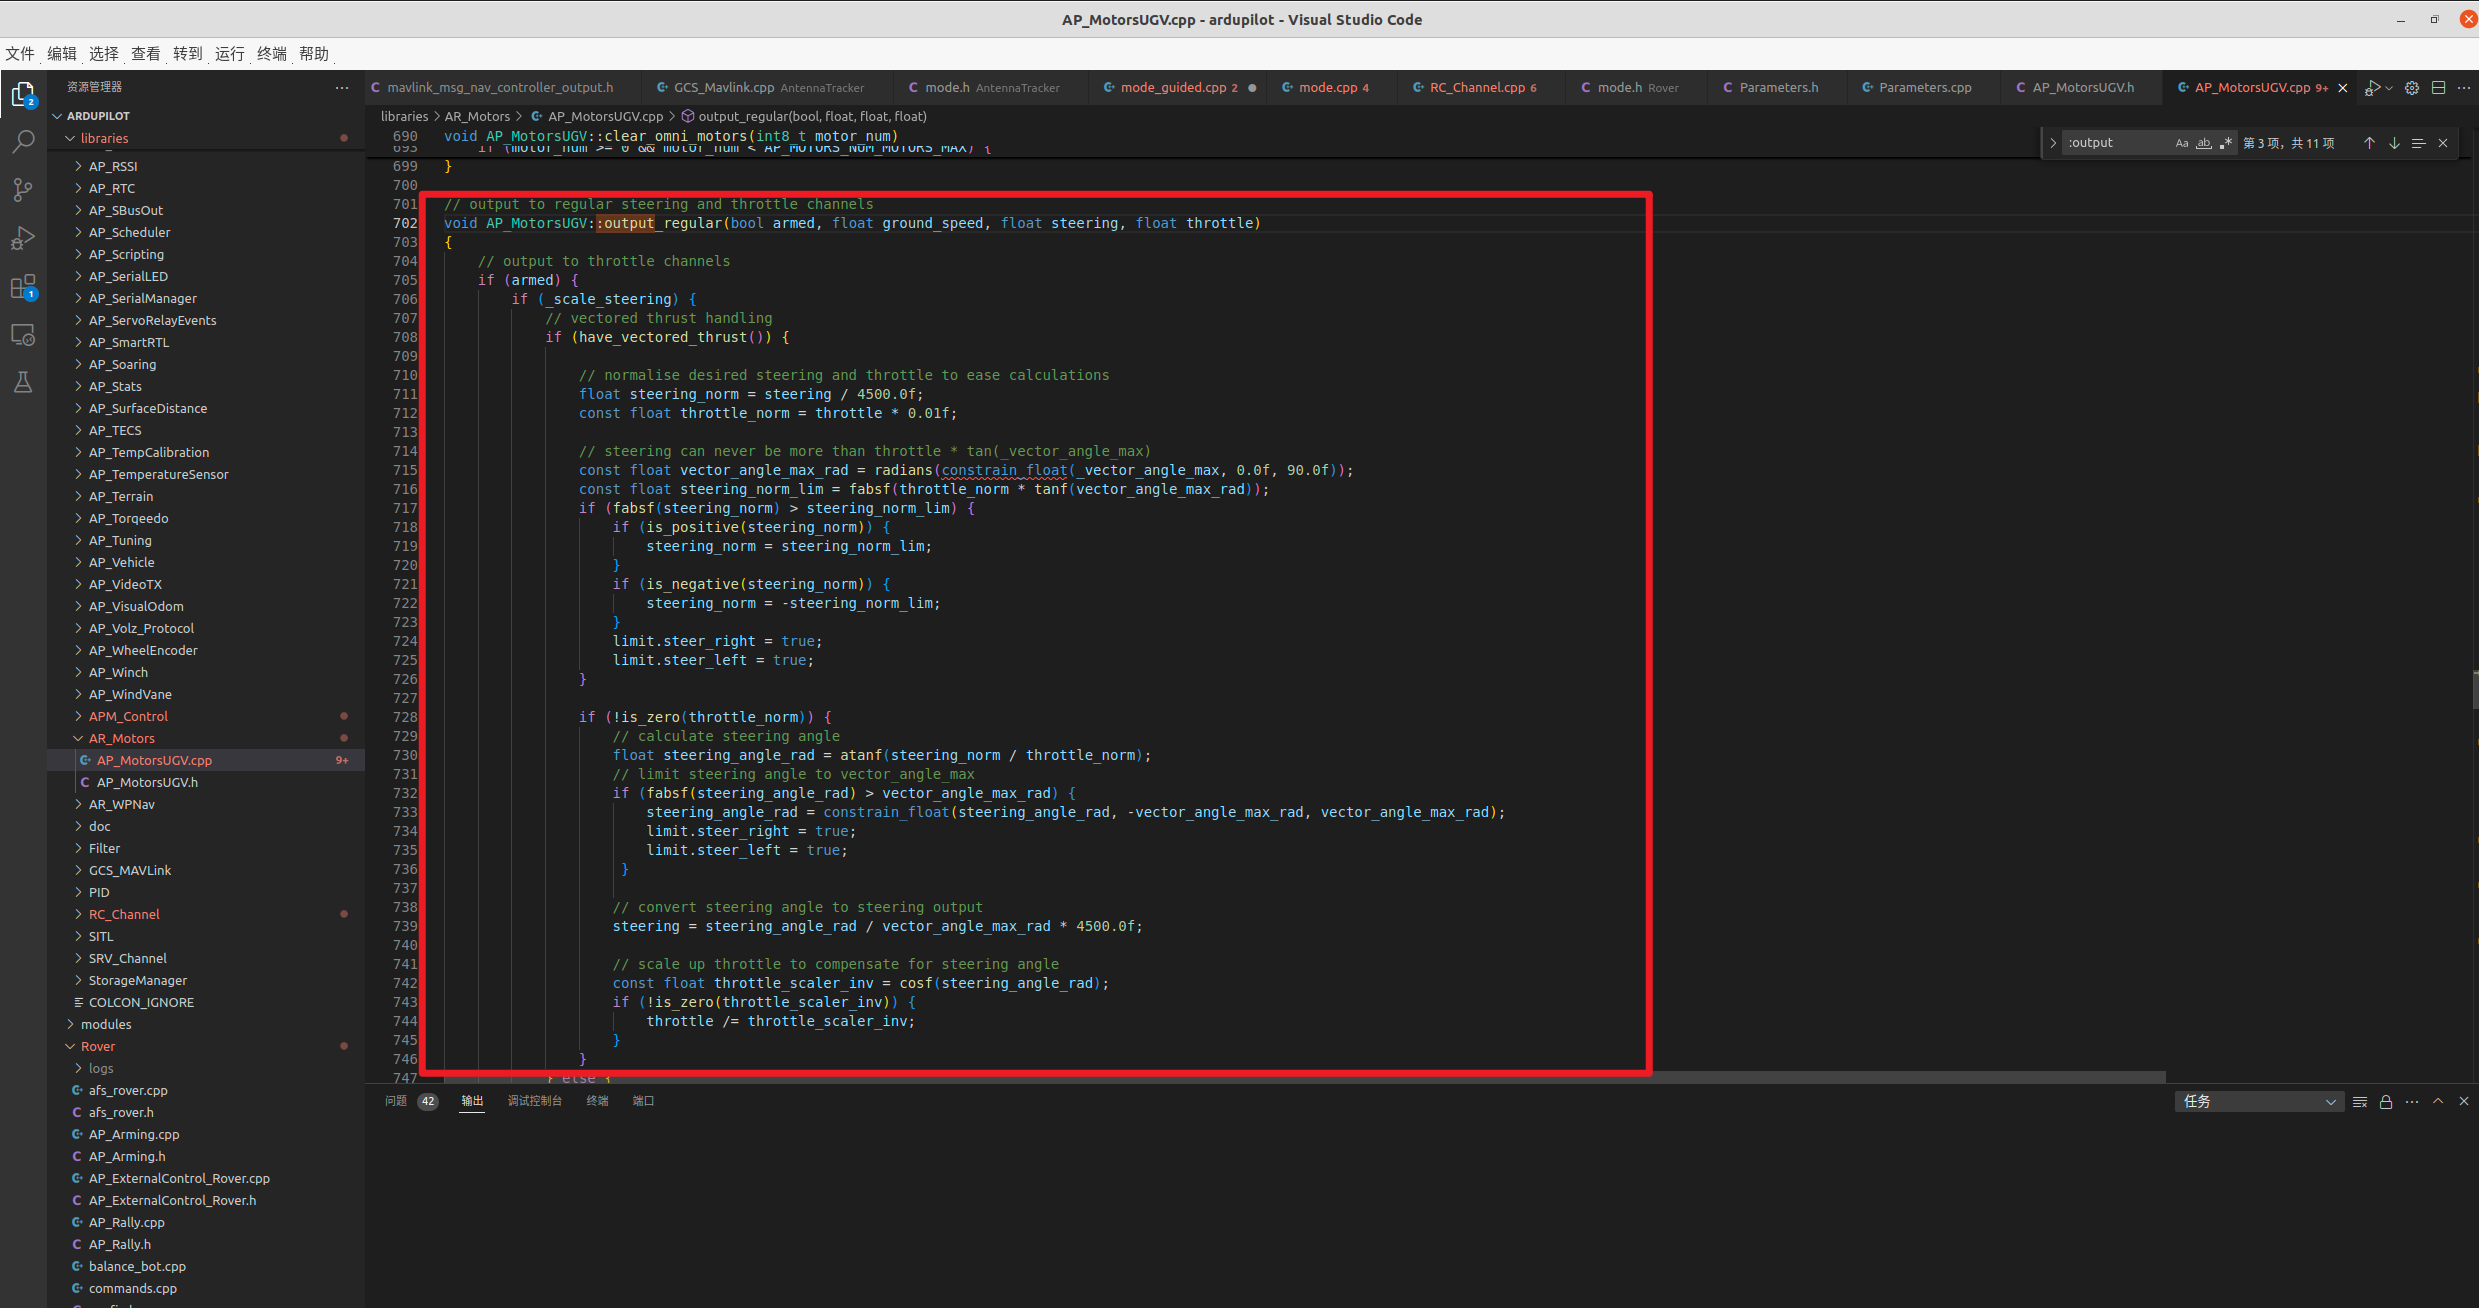 AP_MotorsUGV.cpp - ardupilot - Visual Studio Code
文件 编辑 选择 查看 转到 运行 终端 帮助
资源管理器 ···
mavlink_msg_nav_controller_output.h GCS_Mavlink.cpp AntennaTracker mode.h AntennaTracker mode_guided.cpp 2 mode.cpp 4 RC_Channel.cpp 6 mode.h Rover Parameters.h Parameters.cpp AP_MotorsUGV.h AP_MotorsUGV.cpp 9+
libraries > AR_Motors > AP_MotorsUGV.cpp > output_regular(bool, float, float, float)
:output Aa ab 第 3 项，共 11 项
2
1
ARDUPILOT
libraries
AP_RSSI
AP_RTC
AP_SBusOut
AP_Scheduler
AP_Scripting
AP_SerialLED
AP_SerialManager
AP_ServoRelayEvents
AP_SmartRTL
AP_Soaring
AP_Stats
AP_SurfaceDistance
AP_TECS
AP_TempCalibration
AP_TemperatureSensor
AP_Terrain
AP_Torqeedo
AP_Tuning
AP_Vehicle
AP_VideoTX
AP_VisualOdom
AP_Volz_Protocol
AP_WheelEncoder
AP_Winch
AP_WindVane
APM_Control
AR_Motors
AP_MotorsUGV.cpp 9+
AP_MotorsUGV.h
AR_WPNav
doc
Filter
GCS_MAVLink
PID
RC_Channel
SITL
SRV_Channel
StorageManager
COLCON_IGNORE
modules
Rover
logs
afs_rover.cpp
afs_rover.h
AP_Arming.cpp
AP_Arming.h
AP_ExternalControl_Rover.cpp
AP_ExternalControl_Rover.h
AP_Rally.cpp
AP_Rally.h
balance_bot.cpp
commands.cpp
690 void AP_MotorsUGV::clear_omni_motors(int8_t motor_num)
693 if (motor_num >= 0 && motor_num < AP_MOTORS_NUM_MOTORS_MAX) {
699 }
700
701 // output to regular steering and throttle channels
702 void AP_MotorsUGV::output_regular(bool armed, float ground_speed, float steering, float throttle)
703 {
704 // output to throttle channels
705 if (armed) {
706 if (_scale_steering) {
707 // vectored thrust handling
708 if (have_vectored_thrust()) {
709
710 // normalise desired steering and throttle to ease calculations
711 float steering_norm = steering / 4500.0f;
712 const float throttle_norm = throttle * 0.01f;
713
714 // steering can never be more than throttle * tan(_vector_angle_max)
715 const float vector_angle_max_rad = radians(constrain_float(_vector_angle_max, 0.0f, 90.0f));
716 const float steering_norm_lim = fabsf(throttle_norm * tanf(vector_angle_max_rad));
717 if (fabsf(steering_norm) > steering_norm_lim) {
718 if (is_positive(steering_norm)) {
719 steering_norm = steering_norm_lim;
720 }
721 if (is_negative(steering_norm)) {
722 steering_norm = -steering_norm_lim;
723 }
724 limit.steer_right = true;
725 limit.steer_left = true;
726 }
727
728 if (!is_zero(throttle_norm)) {
729 // calculate steering angle
730 float steering_angle_rad = atanf(steering_norm / throttle_norm);
731 // limit steering angle to vector_angle_max
732 if (fabsf(steering_angle_rad) > vector_angle_max_rad) {
733 steering_angle_rad = constrain_float(steering_angle_rad, -vector_angle_max_rad, vector_angle_max_rad);
734 limit.steer_right = true;
735 limit.steer_left = true;
736 }
737
738 // convert steering angle to steering output
739 steering = steering_angle_rad / vector_angle_max_rad * 4500.0f;
740
741 // scale up throttle to compensate for steering angle
742 const float throttle_scaler_inv = cosf(steering_angle_rad);
743 if (!is_zero(throttle_scaler_inv)) {
744 throttle /= throttle_scaler_inv;
745 }
746 }
747 } else {
问题 42 输出 调试控制台 终端 端口
任务